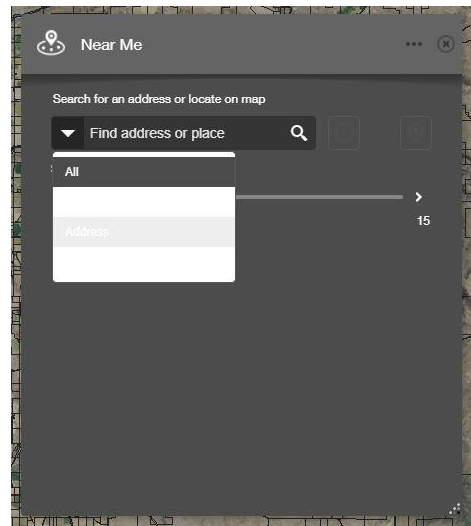 Near Me
Search for an address or locate on map
Find address or place
All
Address
15